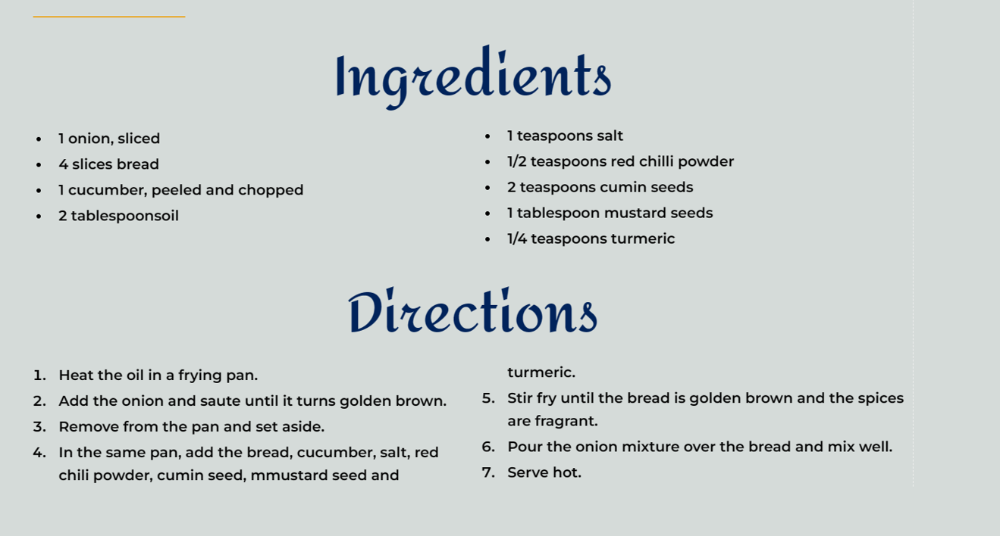 Ingredients
• 1 onion, sliced
• 4 slices bread
• 1 cucumber, peeled and chopped
• 2 tablespoonsoil
• 1 teaspoons salt
• 1/2 teaspoons red chilli powder
• 2 teaspoons cumin seeds
• 1 tablespoon mustard seeds
• 1/4 teaspoons turmeric
Directions
1. Heat the oil in a frying pan.
2. Add the onion and saute until it turns golden brown.
3. Remove from the pan and set aside.
4. In the same pan, add the bread, cucumber, salt, red
chili powder, cumin seed, mmustard seed and
turmeric.
5. Stir fry until the bread is golden brown and the spices
are fragrant.
6. Pour the onion mixture over the bread and mix well.
7. Serve hot.